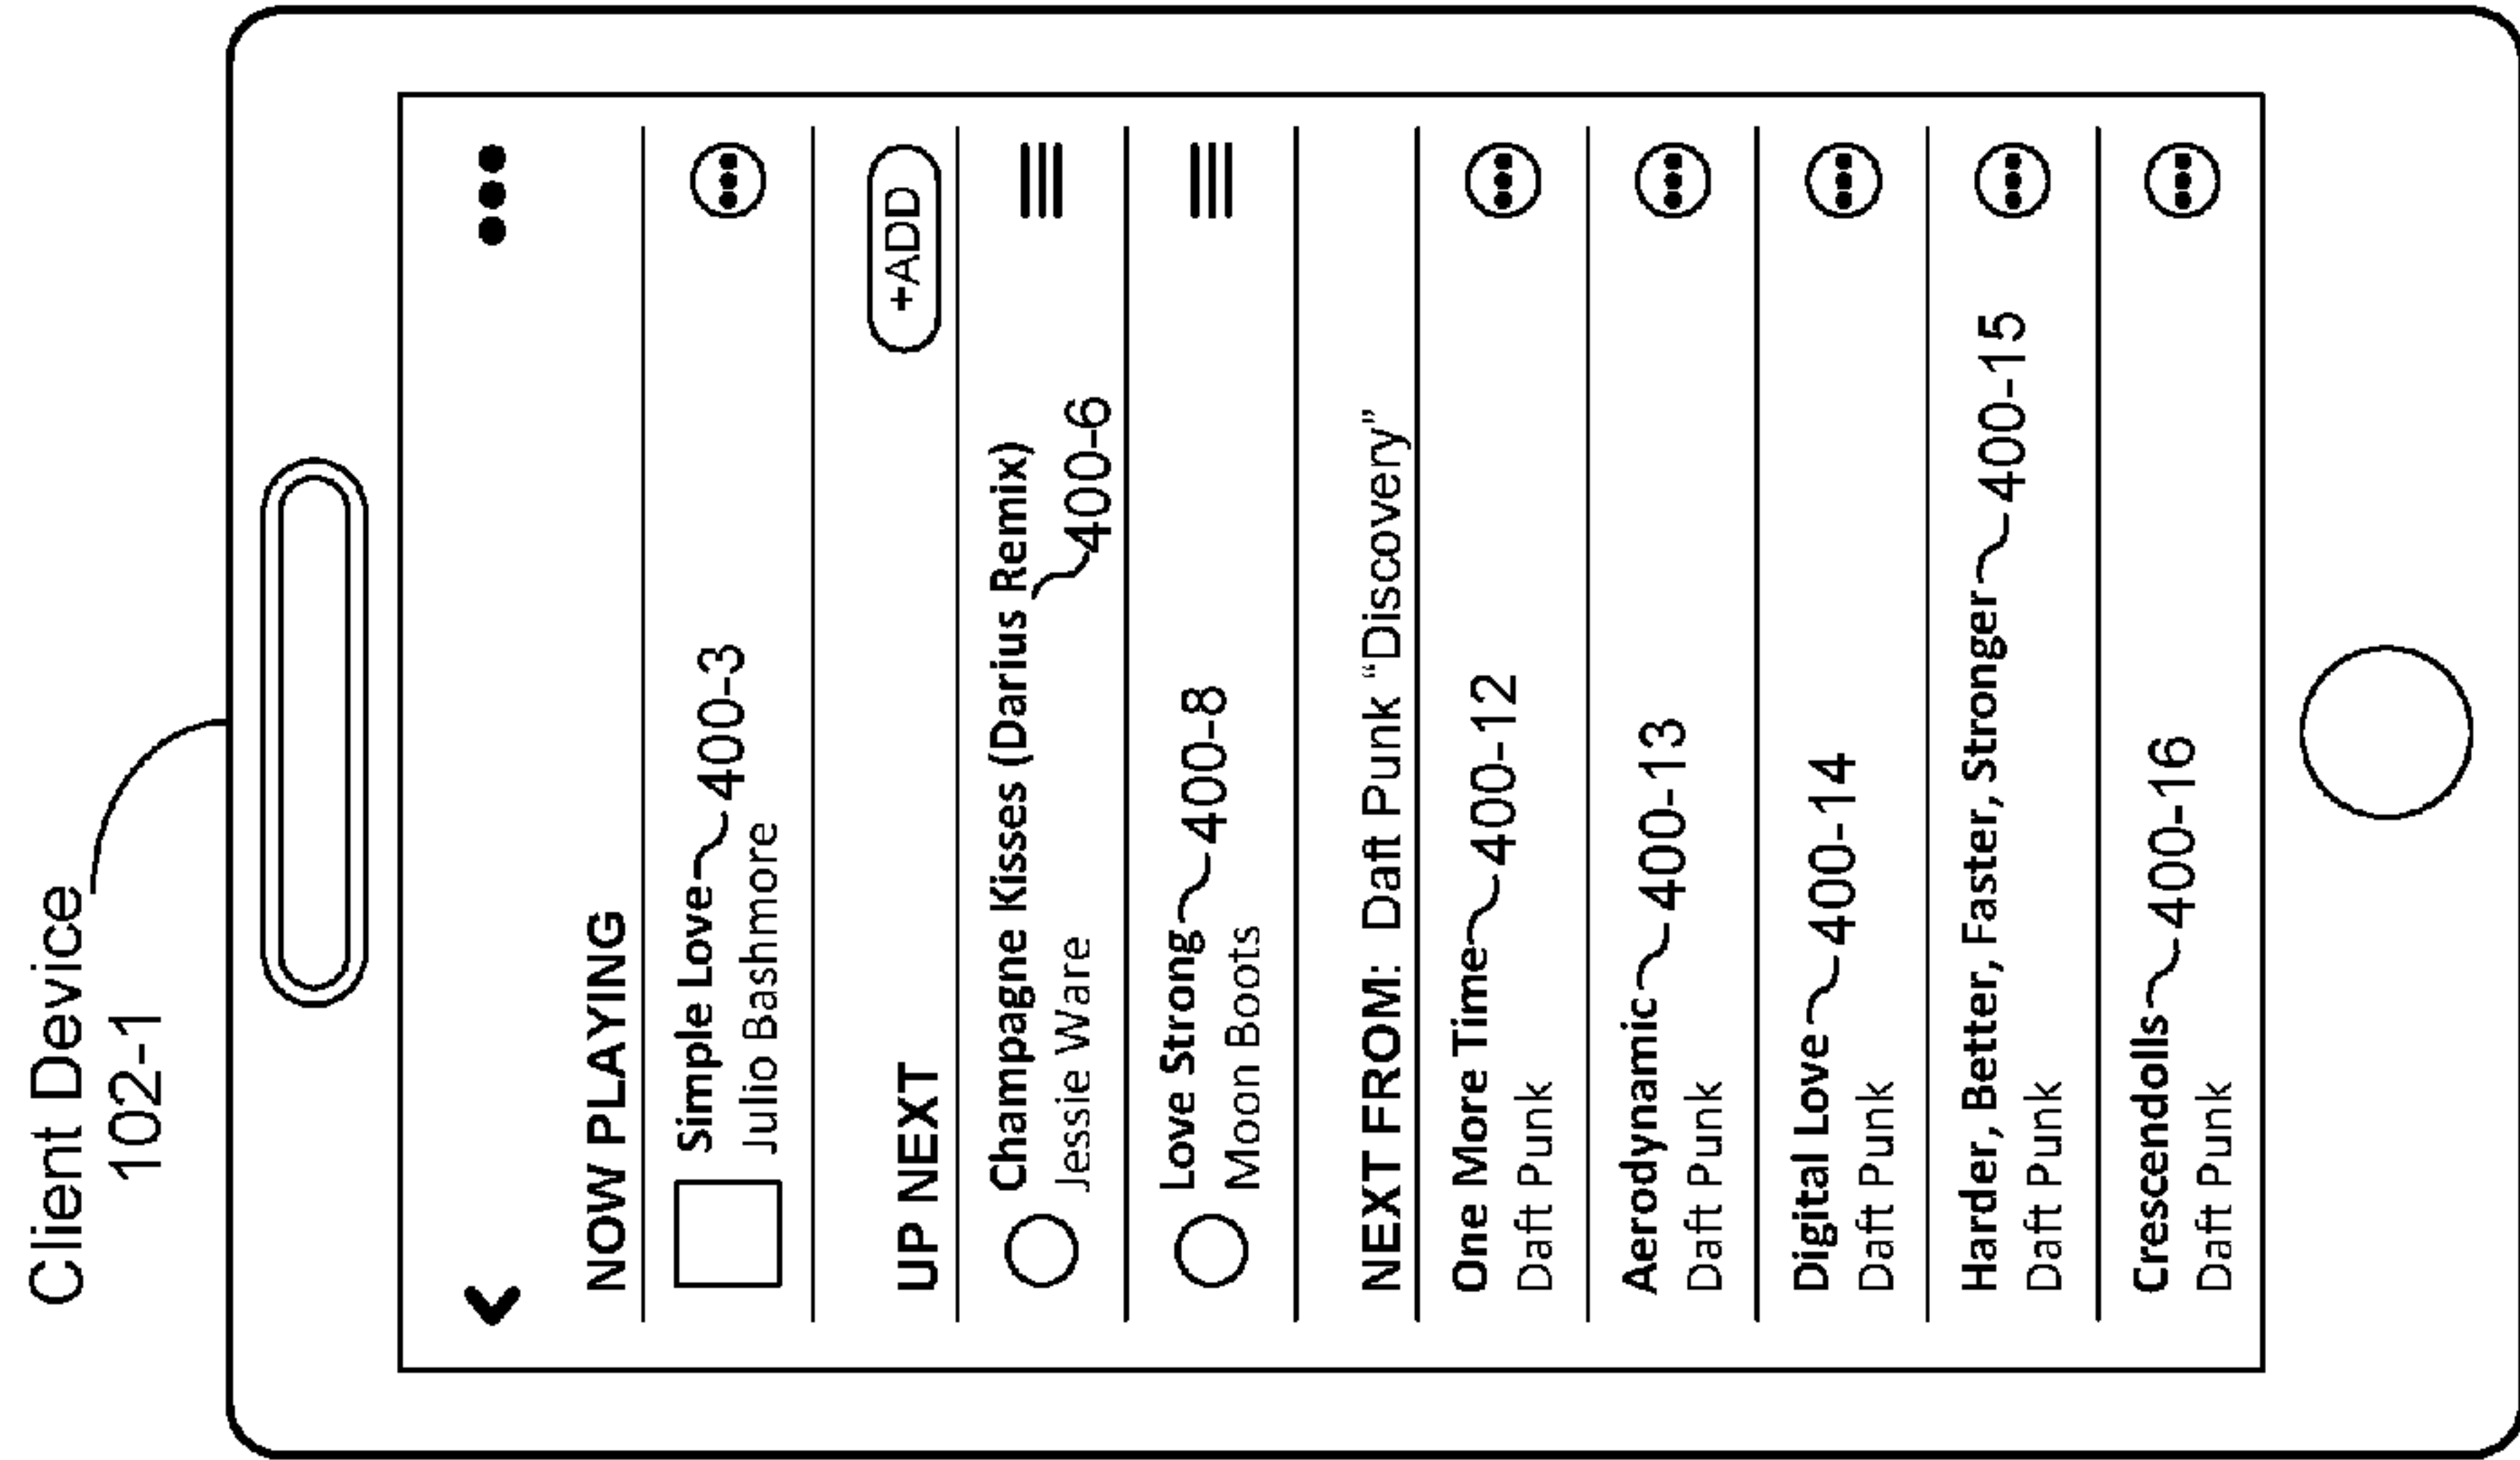 Client Device
102-1
NOW PLAYING
Simple Love 400-3
Julio Bashmore
UP NEXT +ADD
Champagne Kisses (Darius Remix)
Jessie Ware 400-6
Love Strong 400-8
Moon Boots
NEXT FROM: Daft Punk “Discovery”
One More Time 400-12
Daft Punk
Aerodynamic 400-13
Daft Punk
Digital Love 400-14
Daft Punk
Harder, Better, Faster, Stronger 400-15
Daft Punk
Crescendolls 400-16
Daft Punk